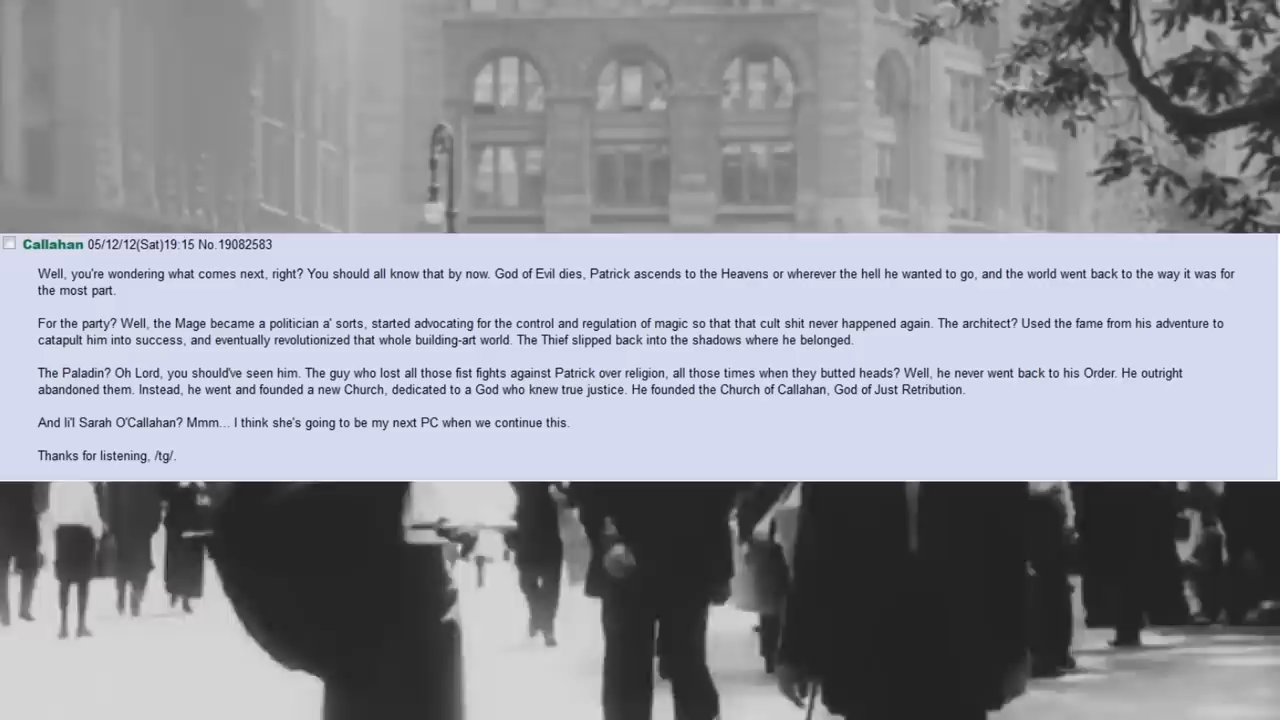 Callahan 05/12/12(Sat)19:15 No.19082583
Well, you're wondering what comes next, right? You should all know that by now. God of Evil dies, Patrick ascends to the Heavens or wherever the hell he wanted to go, and the world went back to the way it was for
the most part.
For the party? Well, the Mage became a politician a' sorts, started advocating for the control and regulation of magic so that that cult shit never happened again. The architect? Used the fame from his adventure to
catapult him into success, and eventually revolutionized that whole building-art world. The Thief slipped back into the shadows where he belonged.
The Paladin? Oh Lord, you should've seen him. The guy who lost all those fist fights against Patrick over religion, all those times when they butted heads? Well, he never went back to his Order. He outright
abandoned them. Instead, he went and founded a new Church, dedicated to a God who knew true justice. He founded the Church of Callahan, God of Just Retribution.
And li'l Sarah O'Callahan? Mmm... I think she's going to be my next PC when we continue this.
Thanks for listening, /tg/.